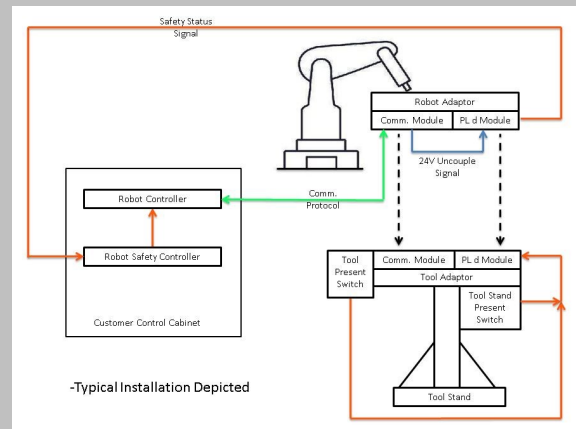 Safety Status
Signal
Robot Adaptor
Comm. Module
PL d Module
24V Uncouple
Signal
Robot Controller
Comm.
Protocol
Robot Safety Controller
Customer Control Cabinet
Tool
Present
Switch
Comm. Module
PL d Module
Tool Adaptor
Tool Stand
Present
Switch
-Typical Installation Depicted
Tool Stand